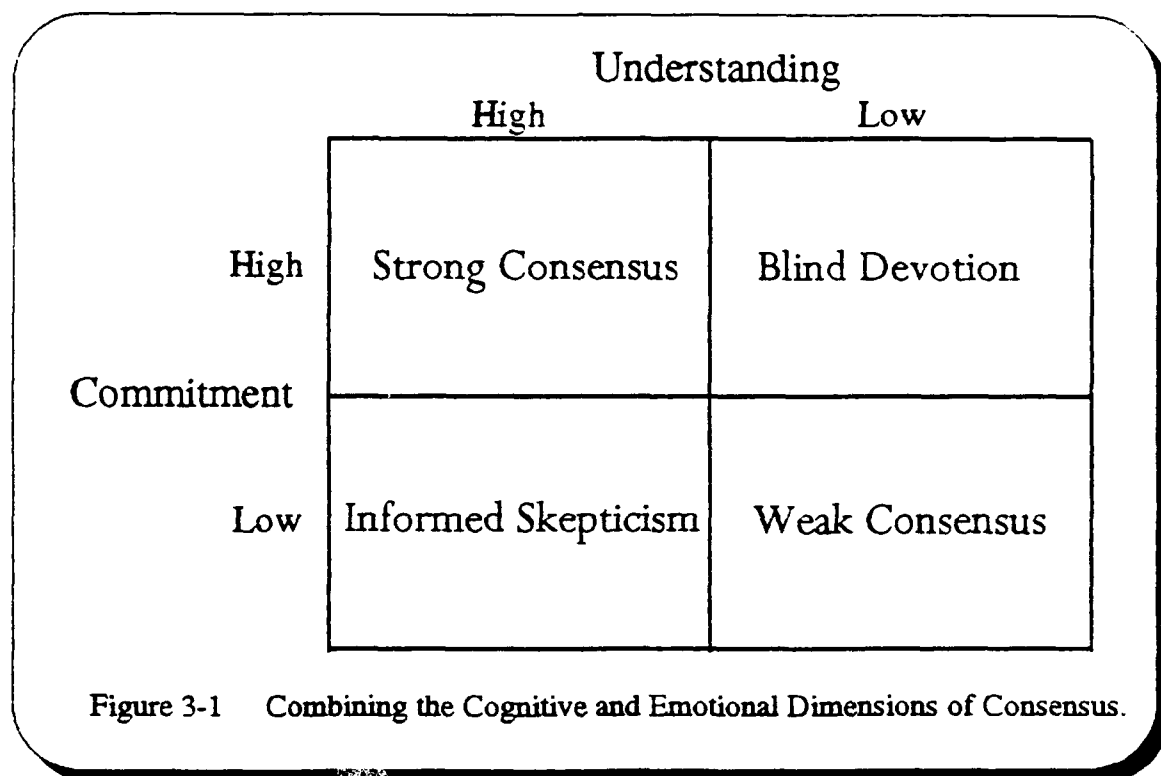 Understanding
High Low
High Strong Consensus Blind Devotion
Commitment
Low Informed Skepticism Weak Consensus
Figure 3-1 Combining the Cognitive and Emotional Dimensions of Consensus.